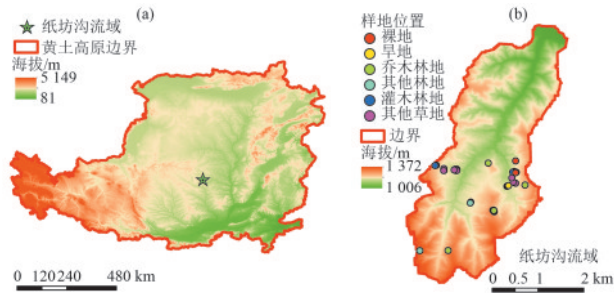 (a)
纸坊沟流域
黄土高原边界
海拔/m
5 149
81
0 120 240 480 km
(b)
样地位置
裸地
旱地
乔木林地
其他林地
灌木林地
其他草地
边界
海拔/m
1 372
1 006
纸坊沟流域
0 0.5 1 2 km